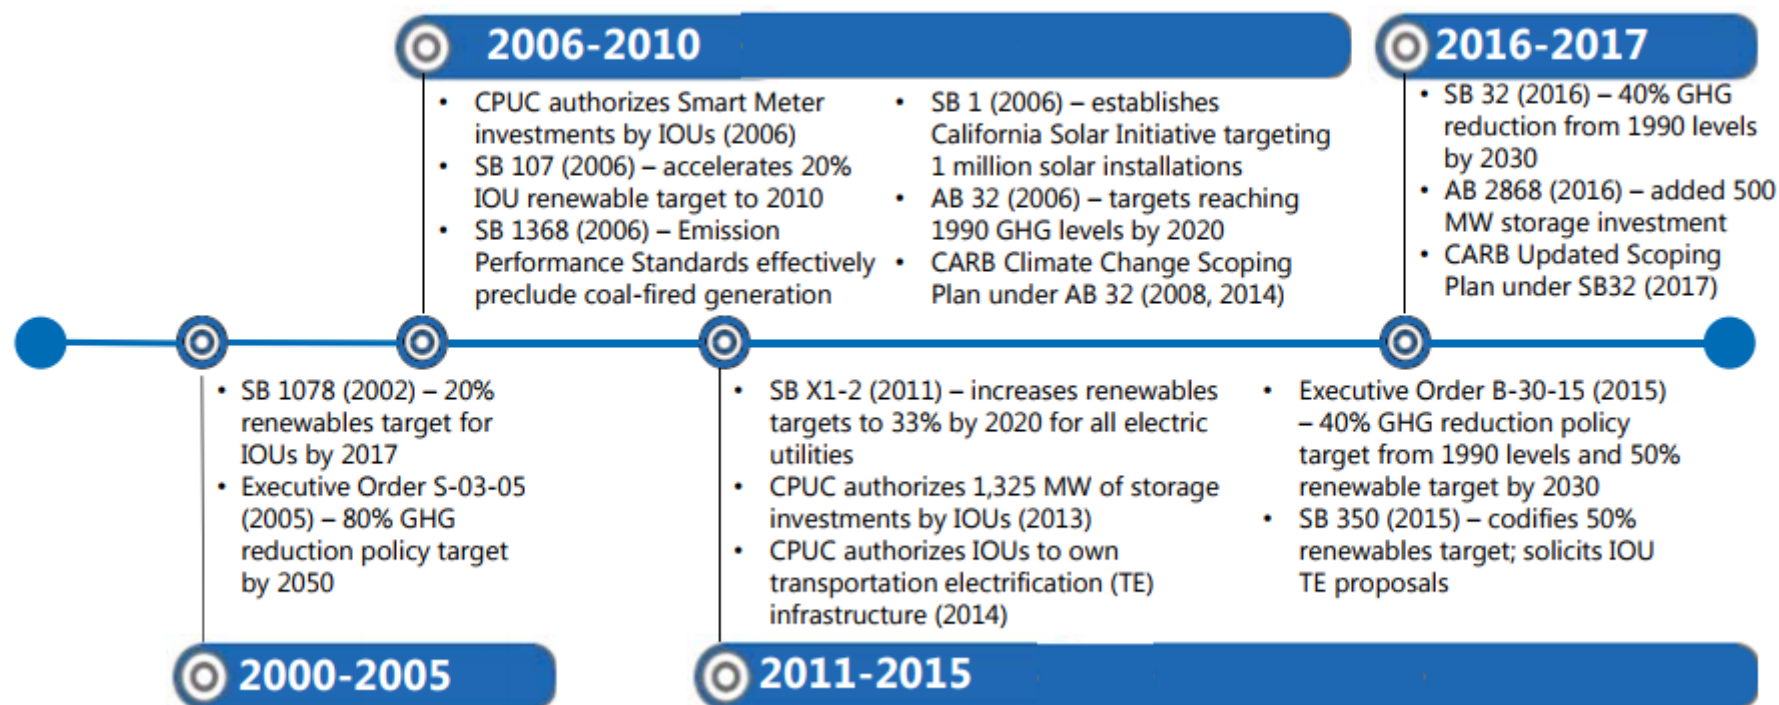 2006-2010
• CPUC authorizes Smart Meter
investments by IOUs (2006)
• SB 107 (2006) – accelerates 20%
IOU renewable target to 2010
• SB 1368 (2006) – Emission
Performance Standards effectively
preclude coal-fired generation
• SB 1 (2006) – establishes
California Solar Initiative targeting
1 million solar installations
• AB 32 (2006) – targets reaching
1990 GHG levels by 2020
• CARB Climate Change Scoping
Plan under AB 32 (2008, 2014)
2016-2017
• SB 32 (2016) – 40% GHG
reduction from 1990 levels
by 2030
• AB 2868 (2016) – added 500
MW storage investment
• CARB Updated Scoping
Plan under SB32 (2017)
• SB 1078 (2002) – 20%
renewables target for
IOUs by 2017
• Executive Order S-03-05
(2005) – 80% GHG
reduction policy target
by 2050
2000-2005
• SB X1-2 (2011) – increases renewables
targets to 33% by 2020 for all electric
utilities
• CPUC authorizes 1,325 MW of storage
investments by IOUs (2013)
• CPUC authorizes IOUs to own
transportation electrification (TE)
infrastructure (2014)
• Executive Order B-30-15 (2015)
– 40% GHG reduction policy
target from 1990 levels and 50%
renewable target by 2030
• SB 350 (2015) – codifies 50%
renewables target; solicits IOU
TE proposals
2011-2015